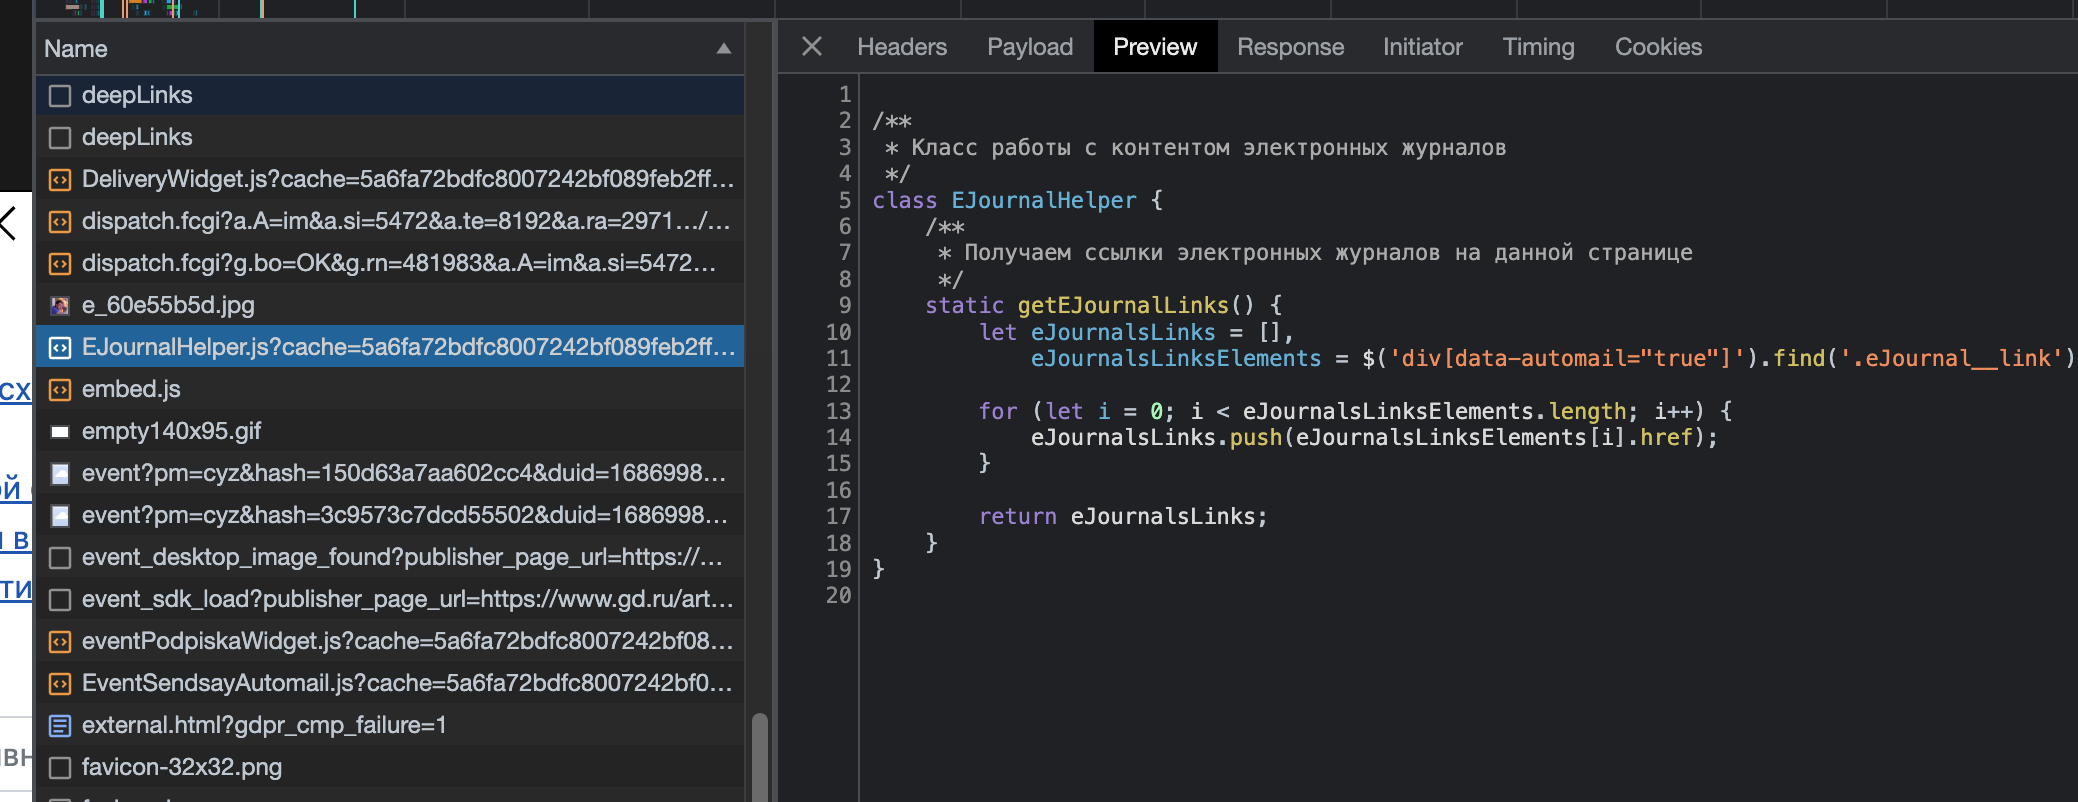 Name
deepLinks
deepLinks
DeliveryWidget.js?cache=5a6fa72bdfc8007242bf089feb2ff...
dispatch.fcgi?a.A=im&a.si=5472&a.te=8192&a.ra=2971.../...
dispatch.fcgi?g.bo=OK&g.rn=481983&a.A=im&a.si=5472...
e_60e55b5d.jpg
EJournalHelper.js?cache=5a6fa72bdfc8007242bf089feb2ff...
embed.js
empty140x95.gif
event?pm=cyz&hash=150d63a7aa602cc4&duid=1686998...
event?pm=cyz&hash=3c9573c7dcd55502&duid=1686998...
event_desktop_image_found?publisher_page_url=https://...
event_sdk_load?publisher_page_url=https://www.gd.ru/art...
eventPodpiskaWidget.js?cache=5a6fa72bdfc8007242bf08...
EventSendsayAutomail.js?cache=5a6fa72bdfc8007242bf0...
external.html?gdpr_cmp_failure=1
favicon-32x32.png
Headers Payload Preview Response Initiator Timing Cookies
1
2 /**
3 * Класс работы с контентом электронных журналов
4 */
5 class EJournalHelper {
6 /**
7 * Получаем ссылки электронных журналов на данной странице
8 */
9 static getEJournalLinks() {
10 let eJournalsLinks = [],
11 eJournalsLinksElements = $('div[data-automail="true"]').find('.eJournal__link')
12
13 for (let i = 0; i < eJournalsLinksElements.length; i++) {
14 eJournalsLinks.push(eJournalsLinksElements[i].href);
15 }
16
17 return eJournalsLinks;
18 }
19 }
20